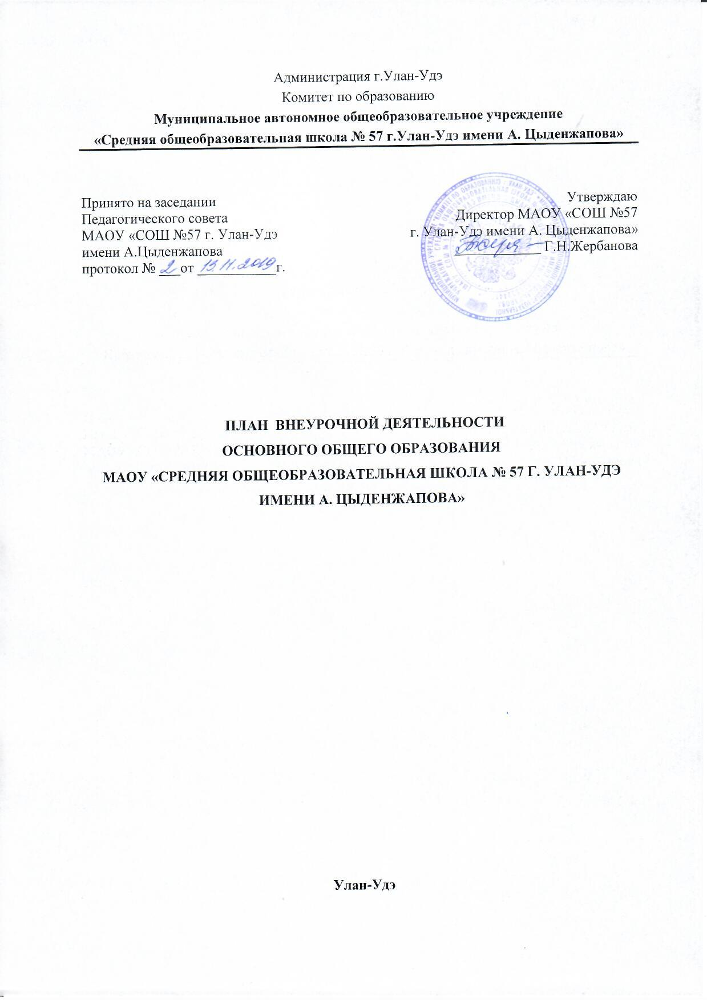 Администрация г.Улан-Удэ
Комитет по образованию
Муниципальное автономное общеобразовательное учреждение
«Средняя общеобразовательная школа № 57 г.Улан-Удэ имени А. Цыденжапова»
Принято на заседании
Педагогического совета
МАОУ «СОШ №57 г. Улан-Удэ
имени А.Цыденжапова
протокол № 2 от 13.11.2019 г.
Утверждаю
Директор МАОУ «СОШ №57
г. Улан-Удэ имени А. Цыденжапова»
Г.Н.Жербанова
ПЛАН ВНЕУРОЧНОЙ ДЕЯТЕЛЬНОСТИ
ОСНОВНОГО ОБЩЕГО ОБРАЗОВАНИЯ
МАОУ «СРЕДНЯЯ ОБЩЕОБРАЗОВАТЕЛЬНАЯ ШКОЛА № 57 Г. УЛАН-УДЭ
ИМЕНИ А. ЦЫДЕНЖАПОВА»
Улан-Удэ